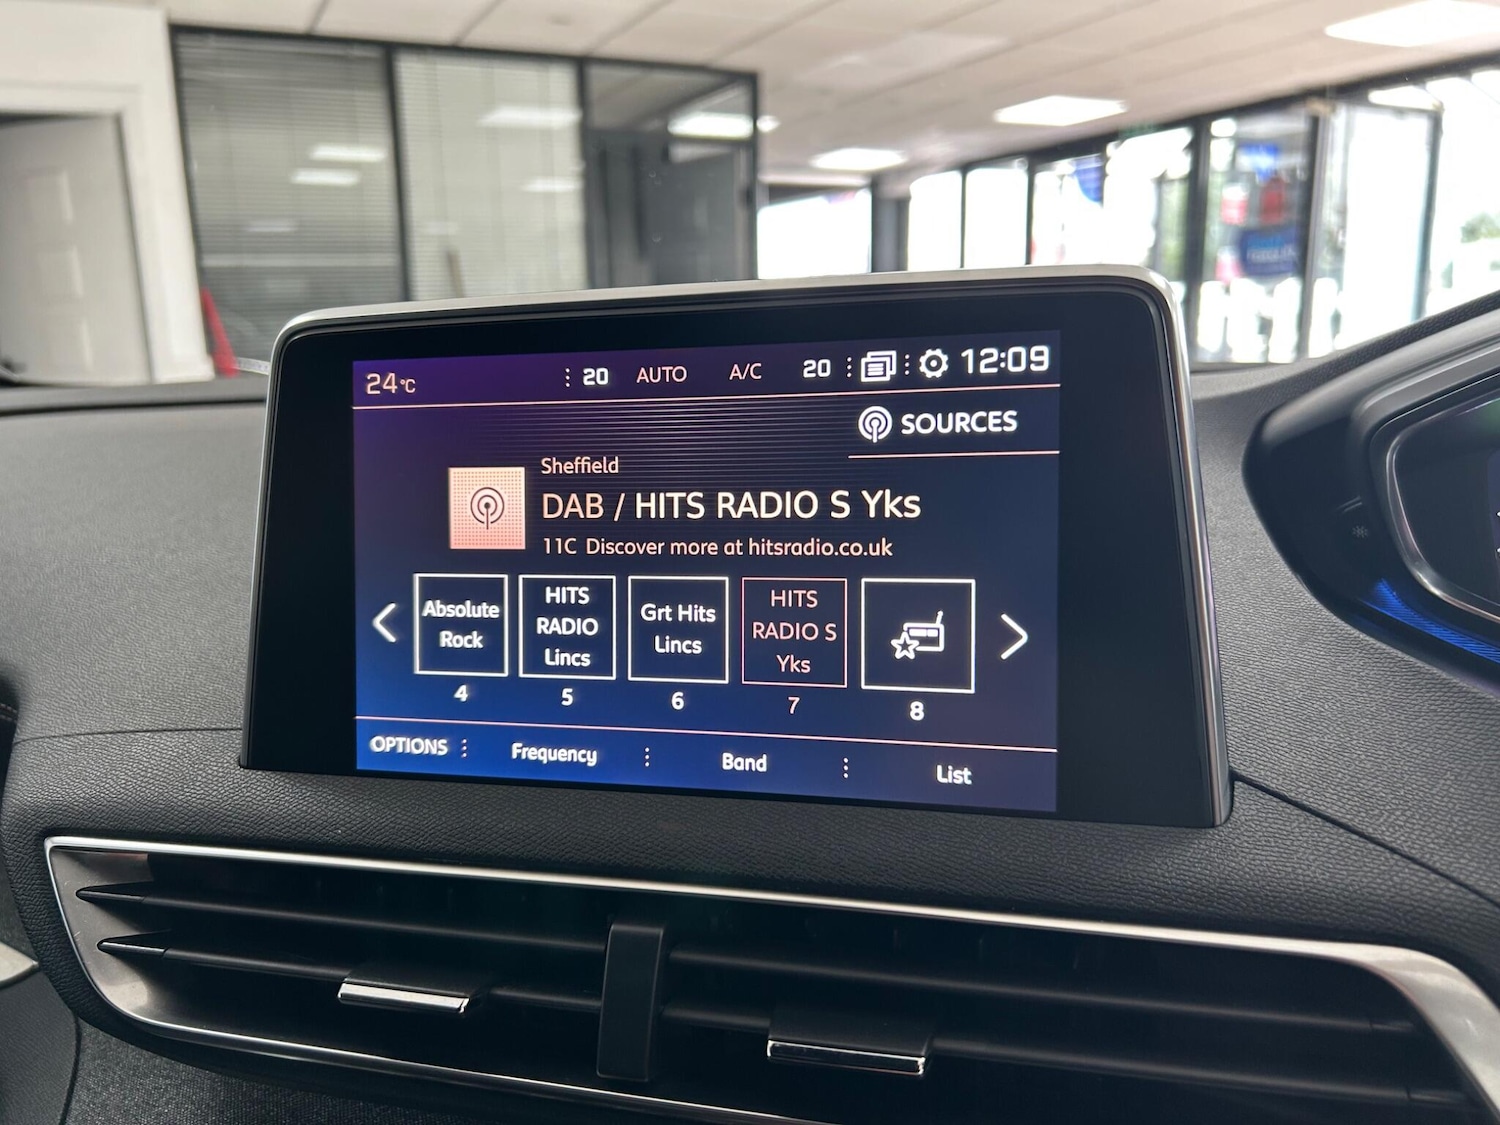 24°C 20 AUTO A/C 20 12:09
SOURCES
Sheffield
DAB / HITS RADIO S Yks
11C Discover more at hitsradio.co.uk
Absolute
Rock
4
HITS
RADIO
Lincs
5
Grt Hits
Lincs
6
HITS
RADIO S
Yks
7
8
OPTIONS Frequency Band List